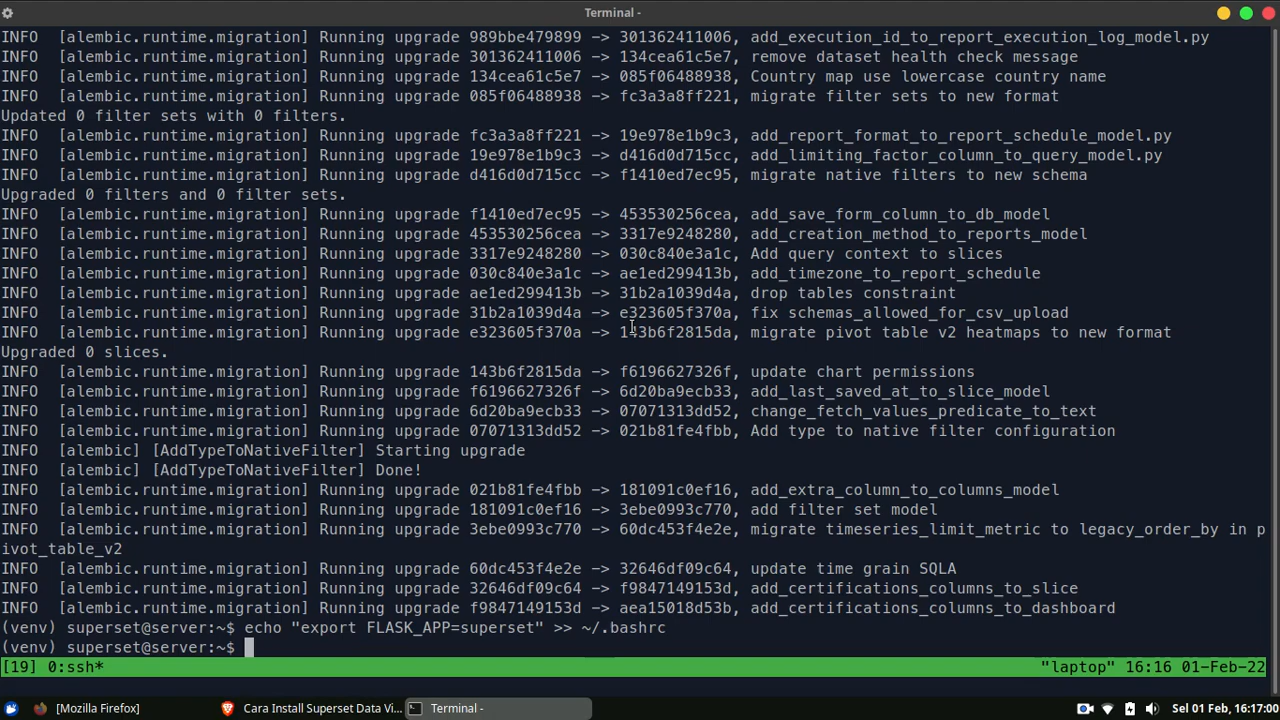 Terminal -
INFO  [alembic.runtime.migration] Running upgrade 989bbe479899 -> 301362411006, add_execution_id_to_report_execution_log_model.py
INFO  [alembic.runtime.migration] Running upgrade 301362411006 -> 134cea61c5e7, remove dataset health check message
INFO  [alembic.runtime.migration] Running upgrade 134cea61c5e7 -> 085f06488938, Country map use lowercase country name
INFO  [alembic.runtime.migration] Running upgrade 085f06488938 -> fc3a3a8ff221, migrate filter sets to new format
Updated 0 filter sets with 0 filters.
INFO  [alembic.runtime.migration] Running upgrade fc3a3a8ff221 -> 19e978e1b9c3, add_report_format_to_report_schedule_model.py
INFO  [alembic.runtime.migration] Running upgrade 19e978e1b9c3 -> d416d0d715cc, add_limiting_factor_column_to_query_model.py
INFO  [alembic.runtime.migration] Running upgrade d416d0d715cc -> f1410ed7ec95, migrate native filters to new schema
Upgraded 0 filters and 0 filter sets.
INFO  [alembic.runtime.migration] Running upgrade f1410ed7ec95 -> 453530256cea, add_save_form_column_to_db_model
INFO  [alembic.runtime.migration] Running upgrade 453530256cea -> 3317e9248280, add_creation_method_to_reports_model
INFO  [alembic.runtime.migration] Running upgrade 3317e9248280 -> 030c840e3a1c, Add query context to slices
INFO  [alembic.runtime.migration] Running upgrade 030c840e3a1c -> ae1ed299413b, add_timezone_to_report_schedule
INFO  [alembic.runtime.migration] Running upgrade ae1ed299413b -> 31b2a1039d4a, drop tables constraint
INFO  [alembic.runtime.migration] Running upgrade 31b2a1039d4a -> e323605f370a, fix schemas_allowed_for_csv_upload
INFO  [alembic.runtime.migration] Running upgrade e323605f370a -> 143b6f2815da, migrate pivot table v2 heatmaps to new format
Upgraded 0 slices.
INFO  [alembic.runtime.migration] Running upgrade 143b6f2815da -> f6196627326f, update chart permissions
INFO  [alembic.runtime.migration] Running upgrade f6196627326f -> 6d20ba9ecb33, add_last_saved_at_to_slice_model
INFO  [alembic.runtime.migration] Running upgrade 6d20ba9ecb33 -> 07071313dd52, change_fetch_values_predicate_to_text
INFO  [alembic.runtime.migration] Running upgrade 07071313dd52 -> 021b81fe4fbb, Add type to native filter configuration
INFO  [alembic] [AddTypeToNativeFilter] Starting upgrade
INFO  [alembic] [AddTypeToNativeFilter] Done!
INFO  [alembic.runtime.migration] Running upgrade 021b81fe4fbb -> 181091c0ef16, add_extra_column_to_columns_model
INFO  [alembic.runtime.migration] Running upgrade 181091c0ef16 -> 3ebe0993c770, add filter set model
INFO  [alembic.runtime.migration] Running upgrade 3ebe0993c770 -> 60dc453f4e2e, migrate timeseries_limit_metric to legacy_order_by in p
ivot_table_v2
INFO  [alembic.runtime.migration] Running upgrade 60dc453f4e2e -> 32646df09c64, update time grain SQLA
INFO  [alembic.runtime.migration] Running upgrade 32646df09c64 -> f9847149153d, add_certifications_columns_to_slice
INFO  [alembic.runtime.migration] Running upgrade f9847149153d -> aea15018d53b, add_certifications_columns_to_dashboard
(venv) superset@server:~$ echo "export FLASK_APP=superset" >> ~/.bashrc
(venv) superset@server:~$
[19] 0:ssh* "laptop" 16:16 01-Feb-22
[Mozilla Firefox] Cara Install Superset Data Vi... Terminal - Sel 01 Feb, 16:17:00